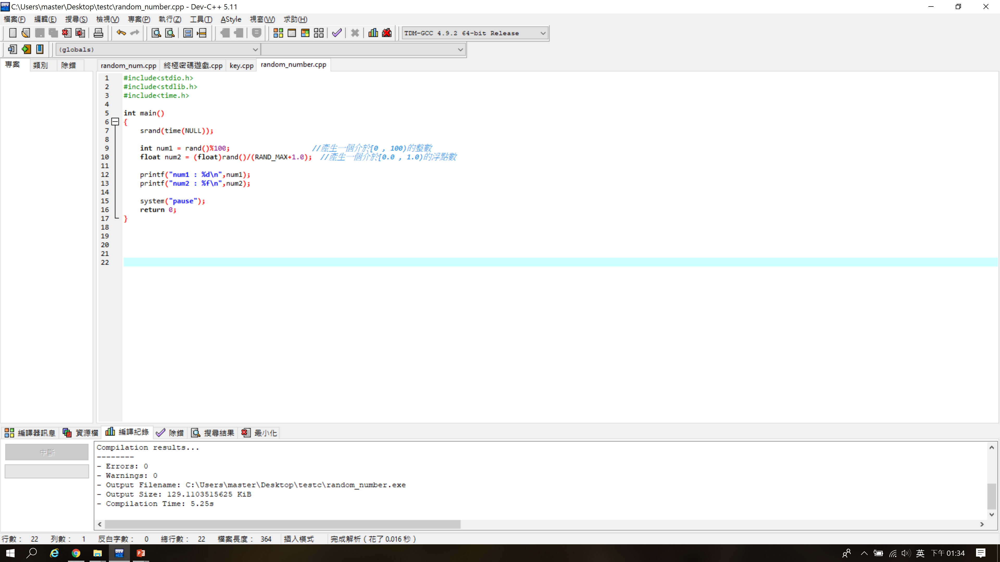 C:\Users\master\Desktop\testc\random_number.cpp - Dev-C++ 5.11
檔案(F) 編輯(E) 搜尋(S) 檢視(V) 專案(P) 執行(Z) 工具(T) AStyle 視窗(W) 求助(H)
TDM-GCC 4.9.2 64-bit Release
(globals)
專案 類別 除錯 random_num.cpp 終極密碼遊戲.cpp key.cpp random_number.cpp
1 #include<stdio.h>
2 #include<stdlib.h>
3 #include<time.h>
4
5 int main()
6 {
7 srand(time(NULL));
8
9 int num1 = rand()%100; //產生一個介於[0 , 100)的整數
10 float num2 = (float)rand()/(RAND_MAX+1.0); //產生一個介於[0.0 , 1.0)的浮點數
11
12 printf("num1 : %d\n",num1);
13 printf("num2 : %f\n",num2);
14
15 system("pause");
16 return 0;
17 }
18
19
20
21
22
編譯器訊息 資源檔 編譯紀錄 除錯 搜尋結果 最小化
中斷
Compilation results...
--------
- Errors: 0
- Warnings: 0
- Output Filename: C:\Users\master\Desktop\testc\random_number.exe
- Output Size: 129.1103515625 KiB
- Compilation Time: 5.25s
行數： 22 列數： 1 反白字數： 0 總行數： 22 檔案長度： 364 插入模式 完成解析 ( 花了 0.016 秒 )
DEV C++ P 英 下午 01:34